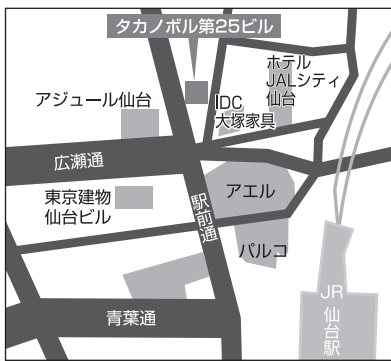 タカノボル第25ビル
ホテル
JALシティ
仙台
アジュール仙台
IDC
大塚家具
広瀬通
東京建物
仙台ビル
駅前通
アエル
パルコ
JR
仙台駅
青葉通